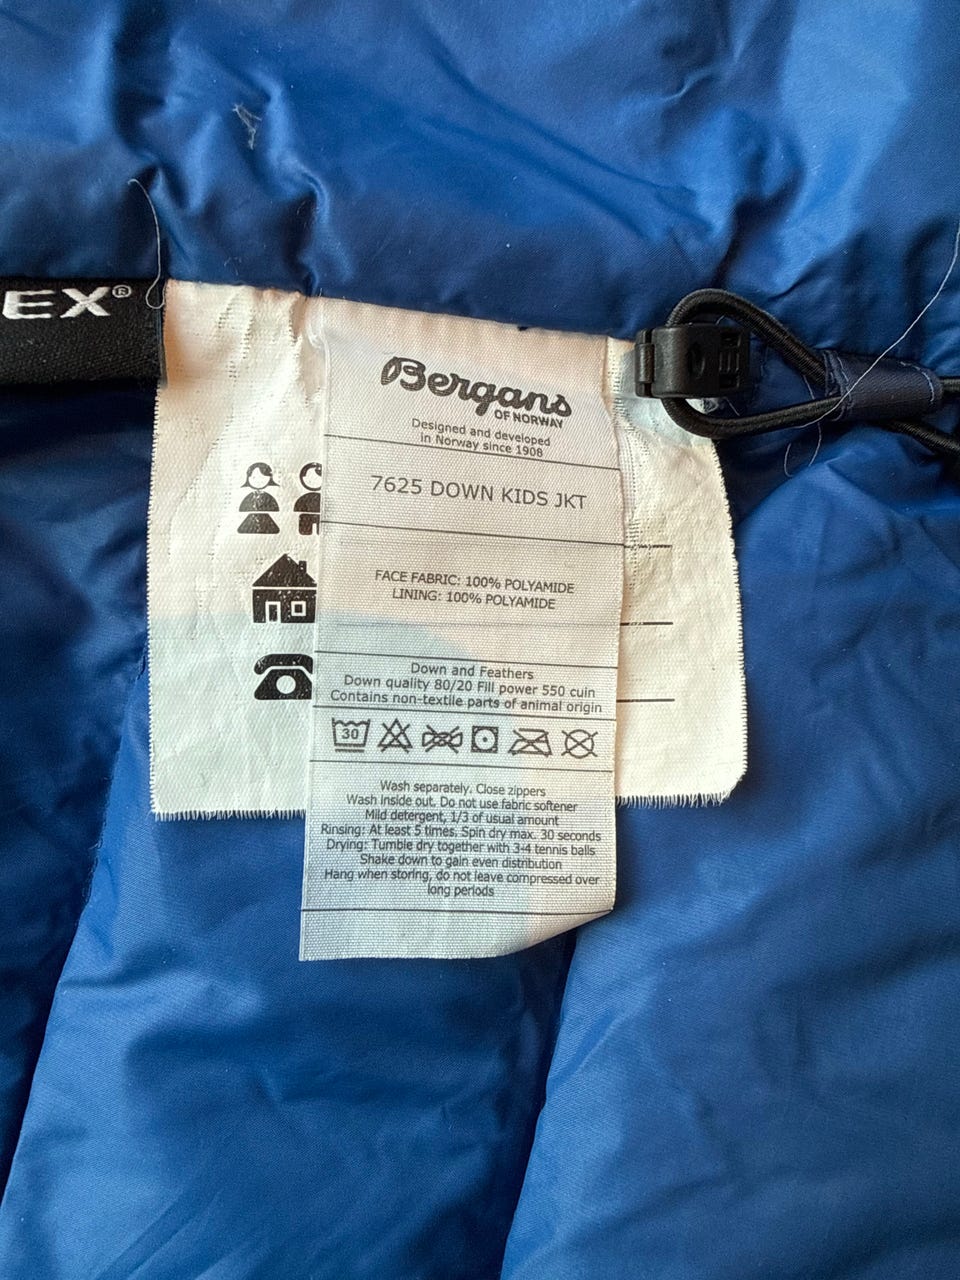 EX®
Bergans
OF NORWAY
Designed and developed
in Norway since 1908
7625 DOWN KIDS JKT
FACE FABRIC: 100% POLYAMIDE
LINING: 100% POLYAMIDE
Down and Feathers
Down quality 80/20 Fill power 550 cuin
Contains non-textile parts of animal origin
30
Wash separately. Close zippers
Wash inside out. Do not use fabric softener
Mild detergent, 1/3 of usual amount
Rinsing: At least 5 times. Spin dry max. 30 seconds
Drying: Tumble dry together with 3-4 tennis balls
Shake down to gain even distribution
Hang when storing, do not leave compressed over
long periods